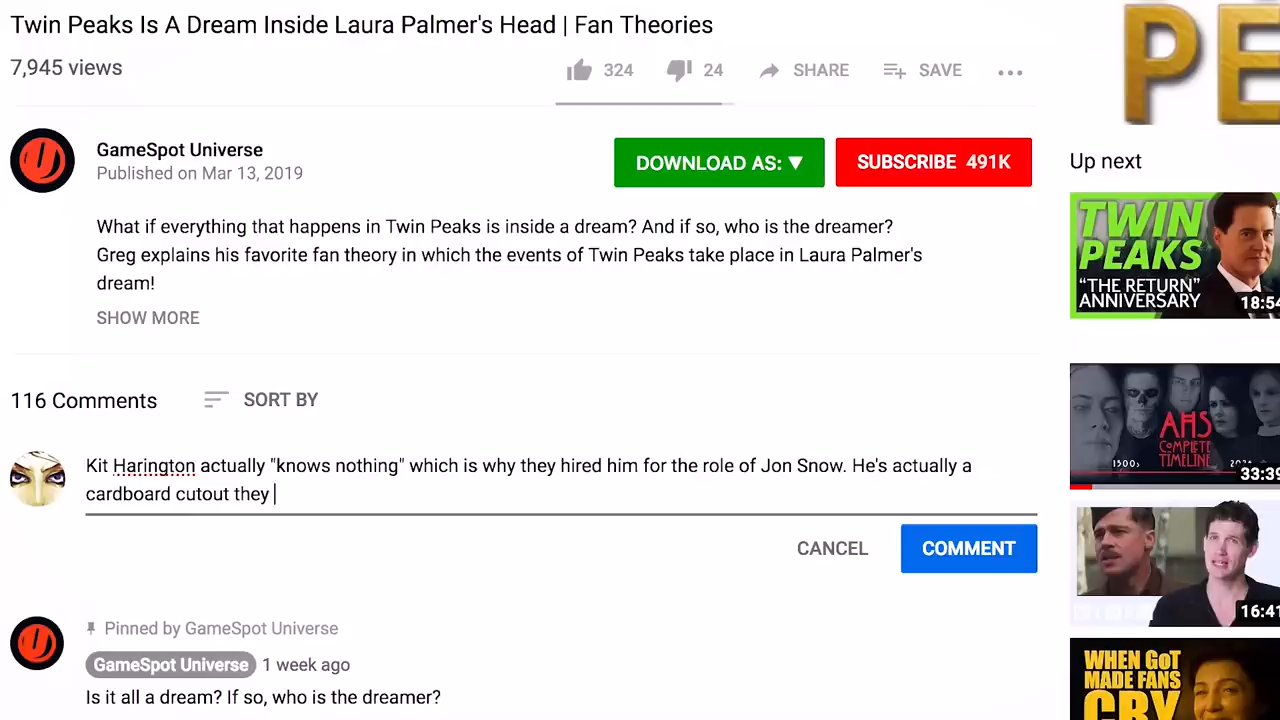 Twin Peaks Is A Dream Inside Laura Palmer's Head | Fan Theories
7,945 views
324
24
SHARE
SAVE
PE
GameSpot Universe
Published on Mar 13, 2019
DOWNLOAD AS: ▼
SUBSCRIBE 491K
Up next
What if everything that happens in Twin Peaks is inside a dream? And if so, who is the dreamer?
Greg explains his favorite fan theory in which the events of Twin Peaks take place in Laura Palmer's
dream!
SHOW MORE
TWIN
PEAKS
"THE RETURN"
ANNIVERSARY
18:54
116 Comments
SORT BY
AHS
COMPLETE
TIMELINE
1500s
33:39
Kit Harington actually "knows nothing" which is why they hired him for the role of Jon Snow. He's actually a
cardboard cutout they
CANCEL
COMMENT
16:41
Pinned by GameSpot Universe
GameSpot Universe 1 week ago
Is it all a dream? If so, who is the dreamer?
WHEN GOT
MADE FANS
CRY